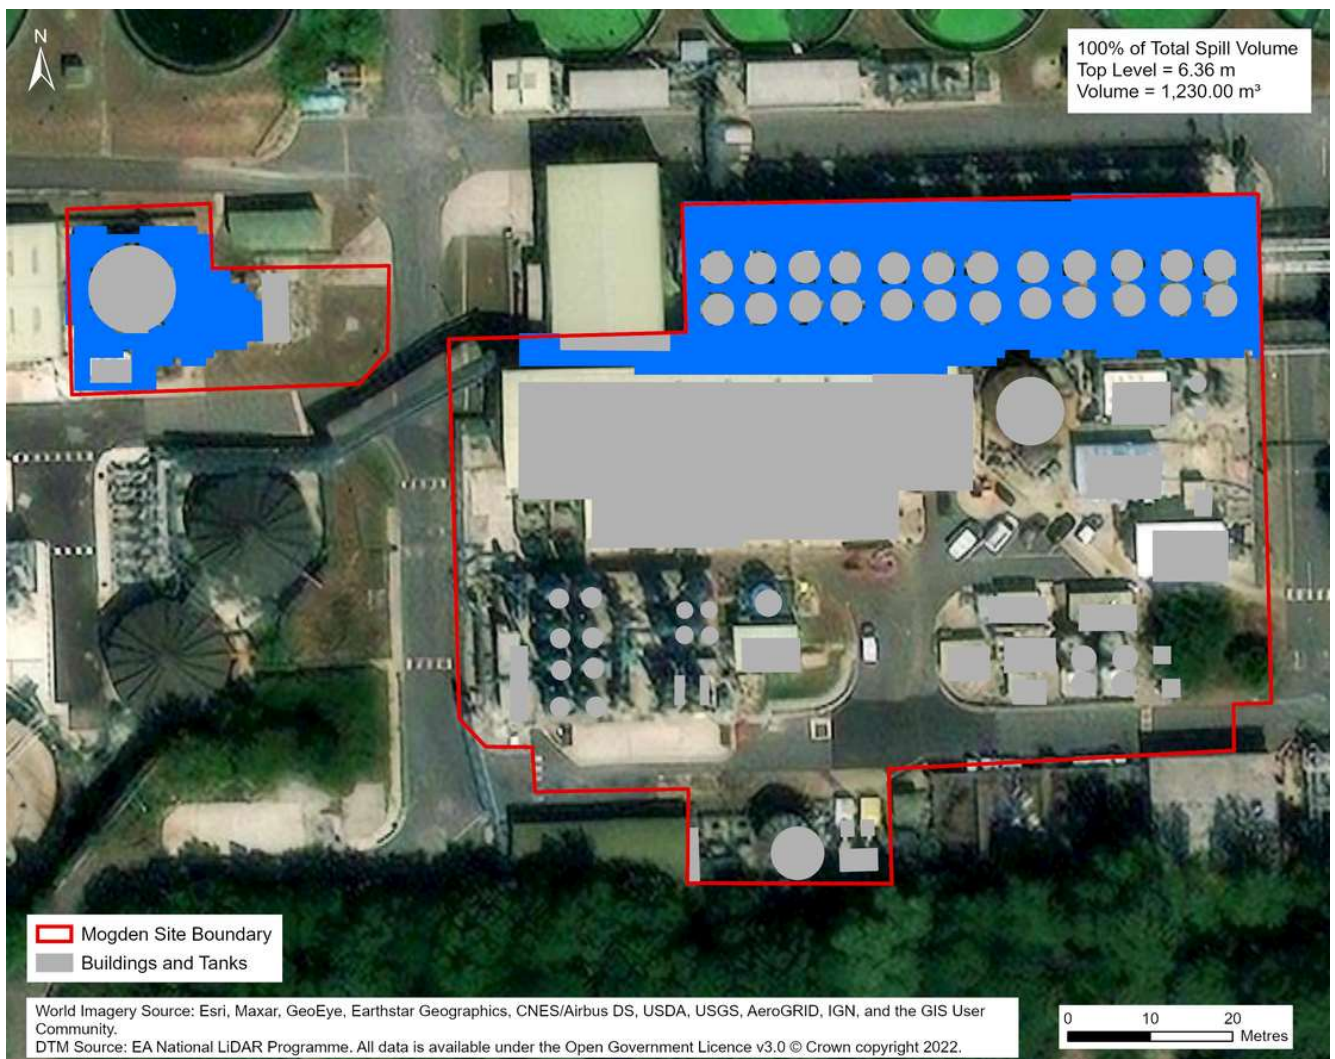 N
100% of Total Spill Volume
Top Level = 6.36 m
Volume = 1,230.00 m³
Mogden Site Boundary
Buildings and Tanks
World Imagery Source: Esri, Maxar, GeoEye, Earthstar Geographics, CNES/Airbus DS, USDA, USGS, AeroGRID, IGN, and the GIS User
Community.
DTM Source: EA National LiDAR Programme. All data is available under the Open Government Licence v3.0 © Crown copyright 2022.
0 10 20
Metres